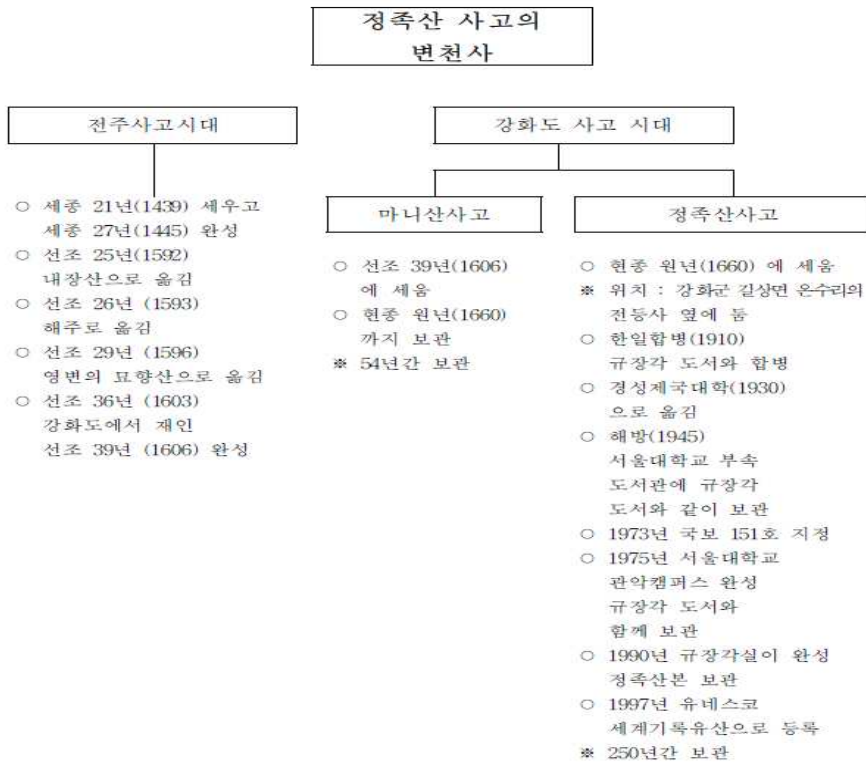 정족산 사고의
변천사
전주사고시대
○ 세종 21년(1439) 세우고
세종 27년(1445) 완성
○ 선조 25년(1592)
내장산으로 옮김
○ 선조 26년 (1593)
해주로 옮김
○ 선조 29년 (1596)
영변의 묘향산으로 옮김
○ 선조 36년 (1603)
강화도에서 재인
선조 39년 (1606) 완성
강화도 사고 시대
마니산사고
○ 선조 39년(1606)
에 세움
○ 현종 원년(1660)
까지 보관
※ 54년간 보관
정족산사고
○ 현종 원년(1660) 에 세움
※ 위치 : 강화군 길상면 온수리의
전등사 옆에 둠
○ 한일합병(1910)
규장각 도서와 합병
○ 경성제국대학(1930)
으로 옮김
○ 해방(1945)
서울대학교 부속
도서관에 규장각
도서와 같이 보관
○ 1973년 국보 151호 지정
○ 1975년 서울대학교
관악캠퍼스 완성
규장각 도서와
함께 보관
○ 1990년 규장각실이 완성
정족산본 보관
○ 1997년 유네스코
세계기록유산으로 등록
※ 250년간 보관